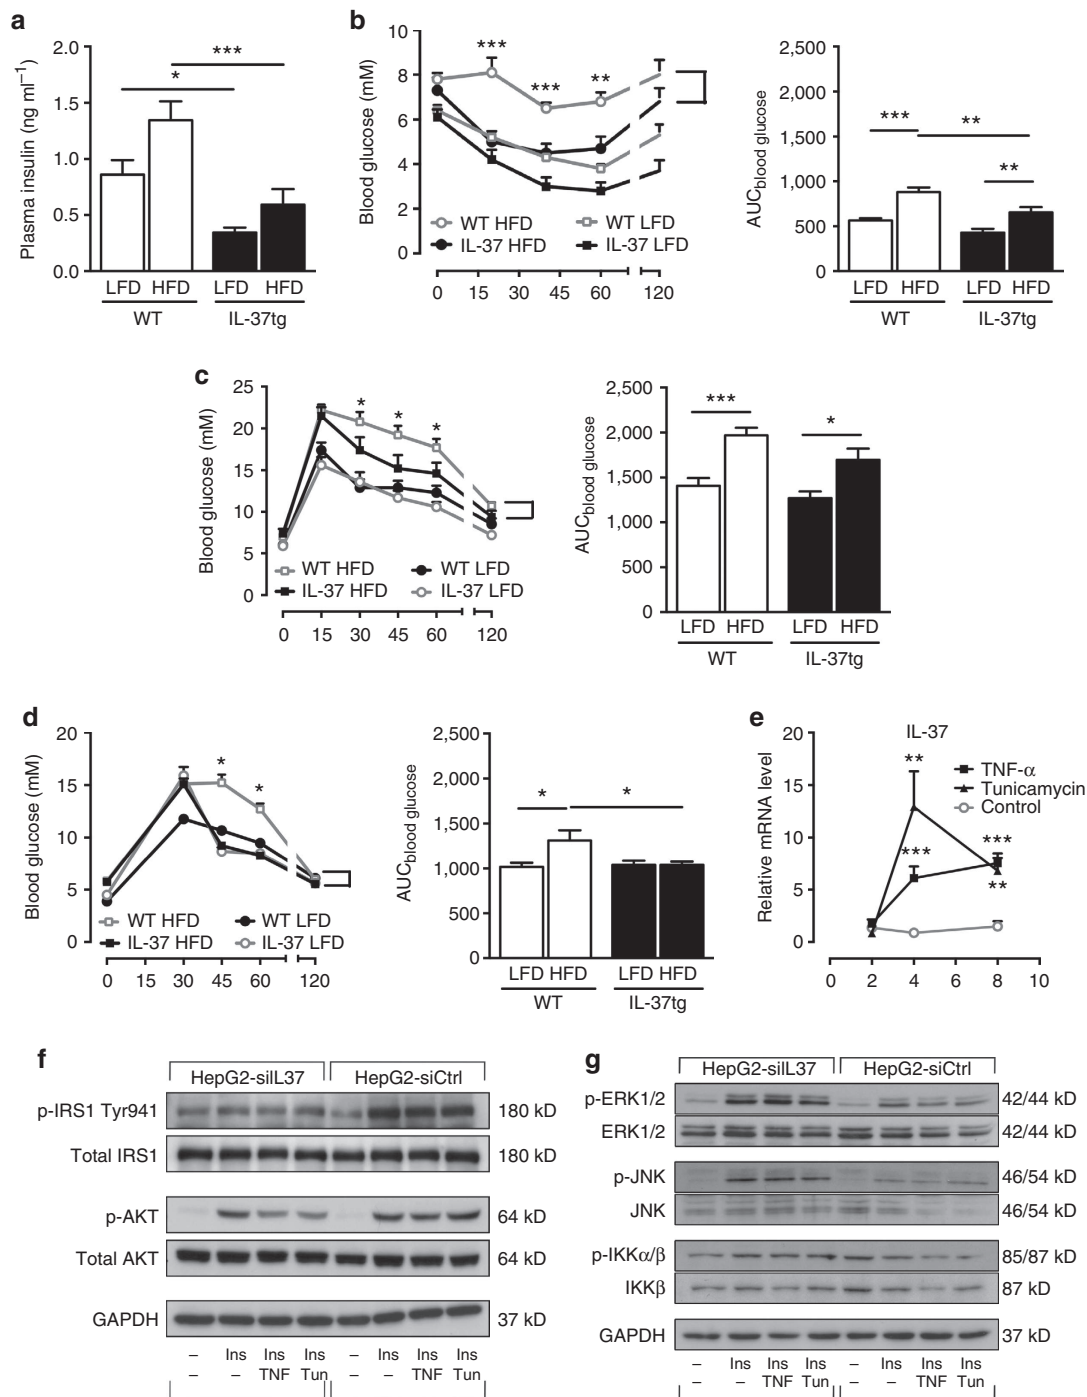 a
Plasma insulin (ng ml⁻¹)
2.0
1.5
1.0
0.5
0.0
*
***
LFD HFD LFD HFD
WT IL-37tg
b
Blood glucose (mM)
10
8
6
4
2
0
*** *** **
WT HFD WT LFD
IL-37 HFD IL-37 LFD
0 15 30 45 60 120
AUC blood glucose
2,500
2,000
1,500
1,000
500
0
*** ** **
LFD HFD LFD HFD
WT IL-37tg
c
Blood glucose (mM)
25
20
15
10
5
0
* * *
WT HFD WT LFD
IL-37 HFD IL-37 LFD
0 15 30 45 60 120
AUC blood glucose
2,500
2,000
1,500
1,000
500
0
*** *
LFD HFD LFD HFD
WT IL-37tg
d
Blood glucose (mM)
20
15
10
5
0
* *
WT HFD WT LFD
IL-37 HFD IL-37 LFD
0 15 30 45 60 120
AUC blood glucose
2,500
2,000
1,500
1,000
500
0
* *
LFD HFD LFD HFD
WT IL-37tg
e
IL-37
Relative mRNA level
20
15
10
5
0
TNF-α
Tunicamycin
Control
**
***
***
**
0 2 4 6 8 10
f
HepG2-siIL37 HepG2-siCtrl
p-IRS1 Tyr941 180 kD
Total IRS1 180 kD
p-AKT 64 kD
Total AKT 64 kD
GAPDH 37 kD
– Ins Ins Ins – Ins Ins Ins
– – TNF Tun – – TNF Tun
g
HepG2-siIL37 HepG2-siCtrl
p-ERK1/2 42/44 kD
ERK1/2 42/44 kD
p-JNK 46/54 kD
JNK 46/54 kD
p-IKKα/β 85/87 kD
IKKβ 87 kD
GAPDH 37 kD
– Ins Ins Ins – Ins Ins Ins
– – TNF Tun – – TNF Tun